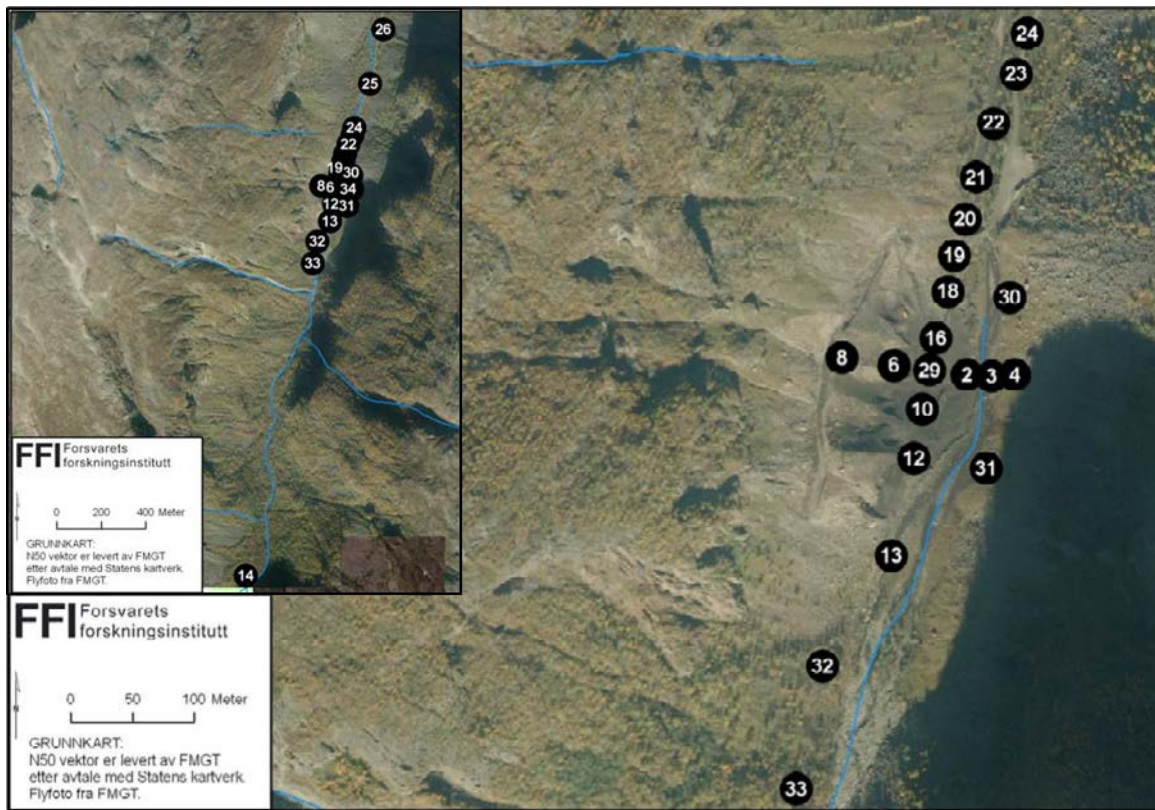 26
25
24
22
19 30
8 6 34
12 31
13
32
33
14
FFI Forsvarets
forskningsinstitutt
0 200 400 Meter
GRUNNKART:
N50 vektor er levert av FMGT
etter avtale med Statens kartverk.
Flyfoto fra FMGT.
24
23
22
21
20
19
18
30
16
8 6 29 2 3 4
10
12
31
13
32
33
FFI Forsvarets
forskningsinstitutt
0 50 100 Meter
N
GRUNNKART:
N50 vektor er levert av FMGT
etter avtale med Statens kartverk.
Flyfoto fra FMGT.